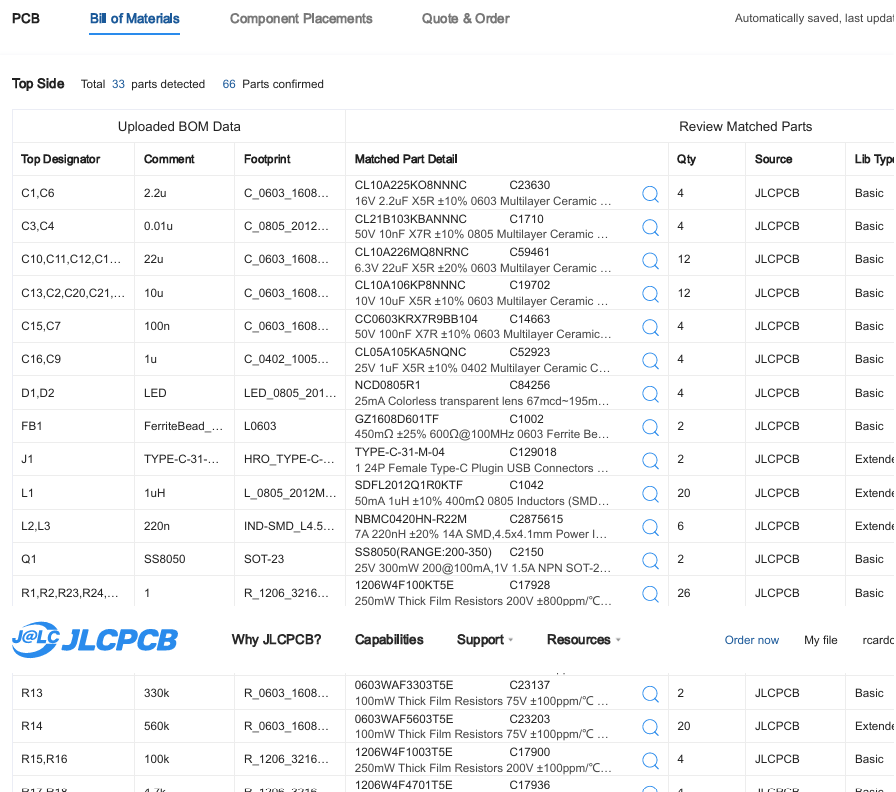 PCB Bill of Materials Component Placements Quote & Order Automatically saved, last updat
Top Side Total 33 parts detected 66 Parts confirmed
Uploaded BOM Data Review Matched Parts
Top Designator Comment Footprint Matched Part Detail Qty Source Lib Type
C1,C6 2.2u C_0603_1608… CL10A225KO8NNNC C23630 4 JLCPCB Basic
16V 2.2uF X5R ±10% 0603 Multilayer Ceramic …
C3,C4 0.01u C_0805_2012… CL21B103KBANNNC C1710 4 JLCPCB Basic
50V 10nF X7R ±10% 0805 Multilayer Ceramic …
C10,C11,C12,C1… 22u C_0603_1608… CL10A226MQ8NRNC C59461 12 JLCPCB Basic
6.3V 22uF X5R ±20% 0603 Multilayer Ceramic …
C13,C2,C20,C21,… 10u C_0603_1608… CL10A106KP8NNNC C19702 12 JLCPCB Basic
10V 10uF X5R ±10% 0603 Multilayer Ceramic …
C15,C7 100n C_0603_1608… CC0603KRX7R9BB104 C14663 4 JLCPCB Basic
50V 100nF X7R ±10% 0603 Multilayer Ceramic…
C16,C9 1u C_0402_1005… CL05A105KA5NQNC C52923 4 JLCPCB Basic
25V 1uF X5R ±10% 0402 Multilayer Ceramic C…
D1,D2 LED LED_0805_201… NCD0805R1 C84256 4 JLCPCB Basic
25mA Colorless transparent lens 67mcd~195m…
FB1 FerriteBead_… L0603 GZ1608D601TF C1002 2 JLCPCB Basic
450mΩ ±25% 600Ω@100MHz 0603 Ferrite Be…
J1 TYPE-C-31-… HRO_TYPE-C-… TYPE-C-31-M-04 C129018 2 JLCPCB Extende
1 24P Female Type-C Plugin USB Connectors …
L1 1uH L_0805_2012M… SDFL2012Q1R0KTF C1042 20 JLCPCB Extende
50mA 1uH ±10% 400mΩ 0805 Inductors (SMD…
L2,L3 220n IND-SMD_L4.5… NBMC0420HN-R22M C2875615 6 JLCPCB Extende
7A 220nH ±20% 14A SMD,4.5x4.1mm Power I…
Q1 SS8050 SOT-23 SS8050(RANGE:200-350) C2150 2 JLCPCB Basic
25V 300mW 200@100mA,1V 1.5A NPN SOT-2…
R1,R2,R23,R24,… 1 R_1206_3216… 1206W4F100KT5E C17928 26 JLCPCB Basic
250mW Thick Film Resistors 200V ±800ppm/℃…
J@LC JLCPCB Why JLCPCB? Capabilities Support Resources Order now My file rcardo
R13 330k R_0603_1608… 0603WAF3303T5E C23137 2 JLCPCB Basic
100mW Thick Film Resistors 75V ±100ppm/℃ …
R14 560k R_0603_1608… 0603WAF5603T5E C23203 20 JLCPCB Extende
100mW Thick Film Resistors 75V ±100ppm/℃ …
R15,R16 100k R_1206_3216… 1206W4F1003T5E C17900 4 JLCPCB Basic
250mW Thick Film Resistors 200V ±100ppm/℃…
R17,R18 4.7k R_1206_3216… 1206W4F4701T5E C17936 4 JLCPCB Basic